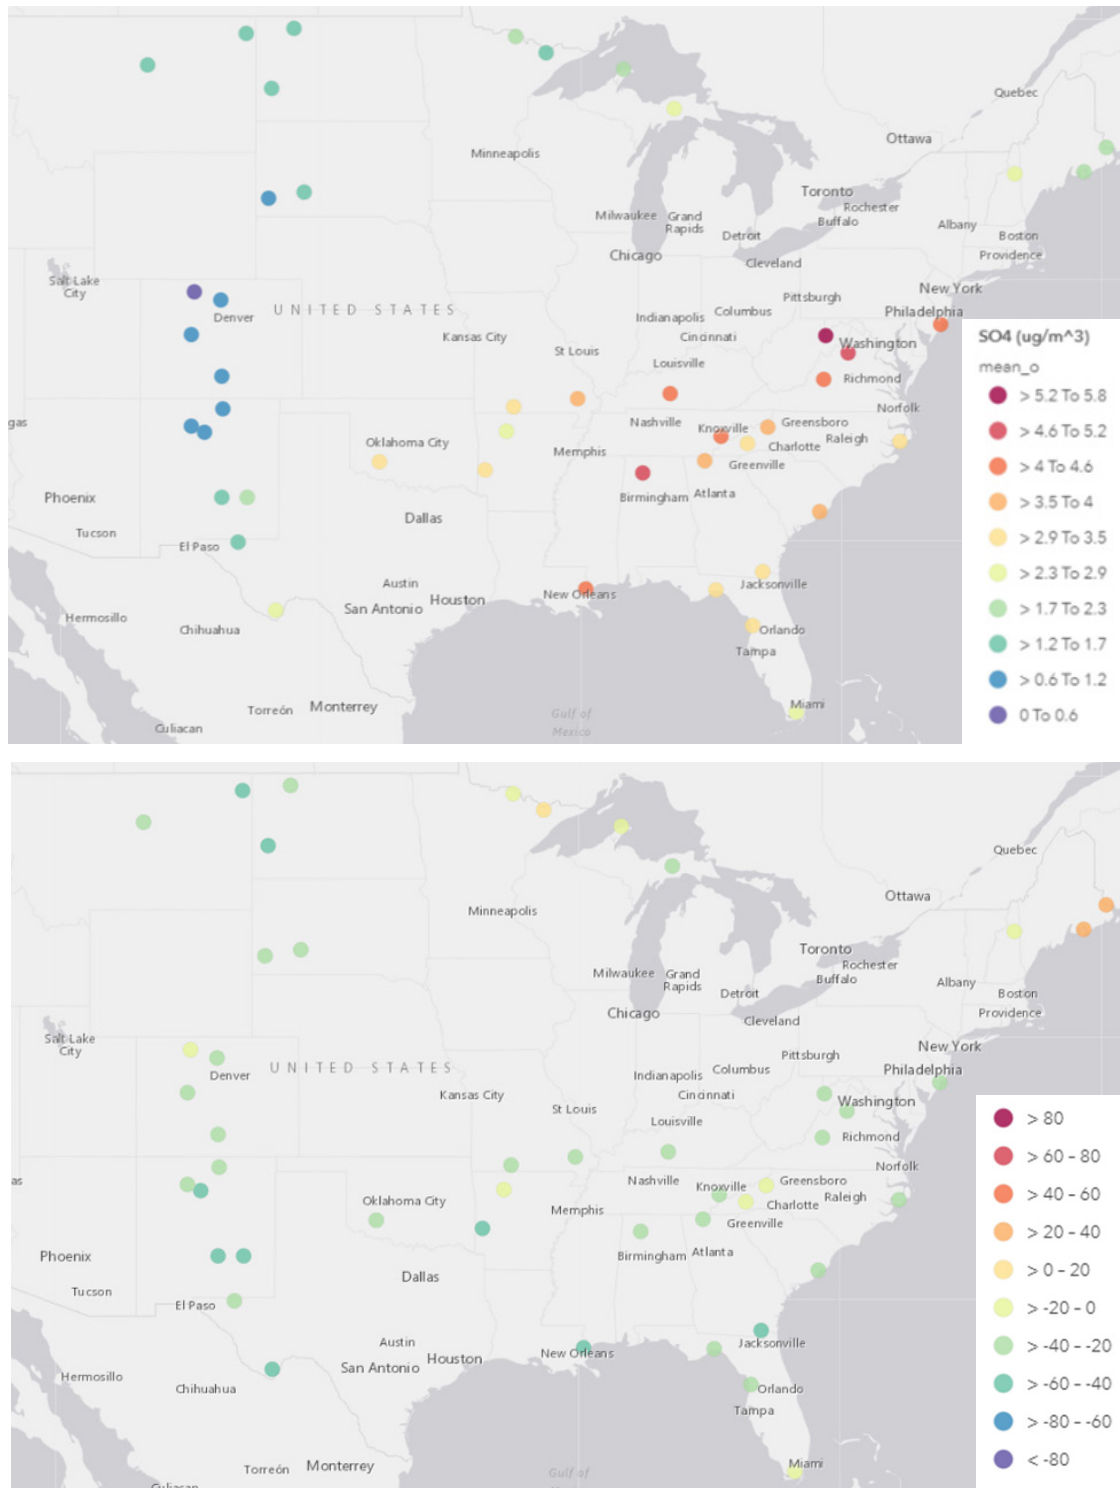 Quebec
Ottawa
Minneapolis
Toronto
Rochester
Milwaukee Grand Rapids Buffalo
Albany
Detroit
Boston
Chicago
Cleveland
Providence
Salt Lake City
New York
Pittsburgh
UNITED STATES
Denver
Indianapolis Columbus Philadelphia
Kansas City
Cincinnati
Washington
St Louis
Louisville
Richmond
gas
Nashville
Norfolk
Knoxville Greensboro
Oklahoma City
Raleigh
Memphis
Charlotte
Greenville
Phoenix
Birmingham Atlanta
Dallas
Tucson
El Paso
Austin
Jacksonville
New Orleans
Houston
San Antonio
Hermosillo
Chihuahua
Orlando
Tampa
Torreón Monterrey
Miami
Culiacan
Gulf of
Mexico
SO4 (ug/m^3)
mean_o
> 5.2 To 5.8
> 4.6 To 5.2
> 4 To 4.6
> 3.5 To 4
> 2.9 To 3.5
> 2.3 To 2.9
> 1.7 To 2.3
> 1.2 To 1.7
> 0.6 To 1.2
0 To 0.6
Quebec
Ottawa
Minneapolis
Toronto
Rochester
Milwaukee Grand Rapids Buffalo
Albany
Detroit
Boston
Chicago
Cleveland
Providence
Salt Lake City
New York
Pittsburgh
UNITED STATES
Denver
Indianapolis Columbus Philadelphia
Kansas City
Cincinnati
Washington
St Louis
Louisville
Richmond
as
Nashville
Norfolk
Knoxville Greensboro
Oklahoma City
Raleigh
Memphis
Charlotte
Greenville
Phoenix
Birmingham Atlanta
Dallas
Tucson
El Paso
Austin
Jacksonville
New Orleans
Houston
San Antonio
Hermosillo
Chihuahua
Orlando
Tampa
Torreón Monterrey
Miami
Gulf of
> 80
> 60 - 80
> 40 - 60
> 20 - 40
> 0 - 20
> -20 - 0
> -40 - -20
> -60 - -40
> -80 - -60
< -80